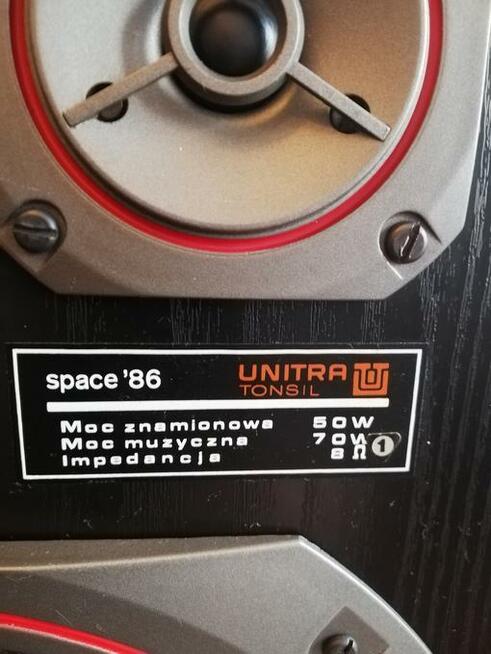 space '86 UNITRA
TONSIL
Moc znamionowa 50W
Moc muzyczna 70W
Impedancja 8Ω 1